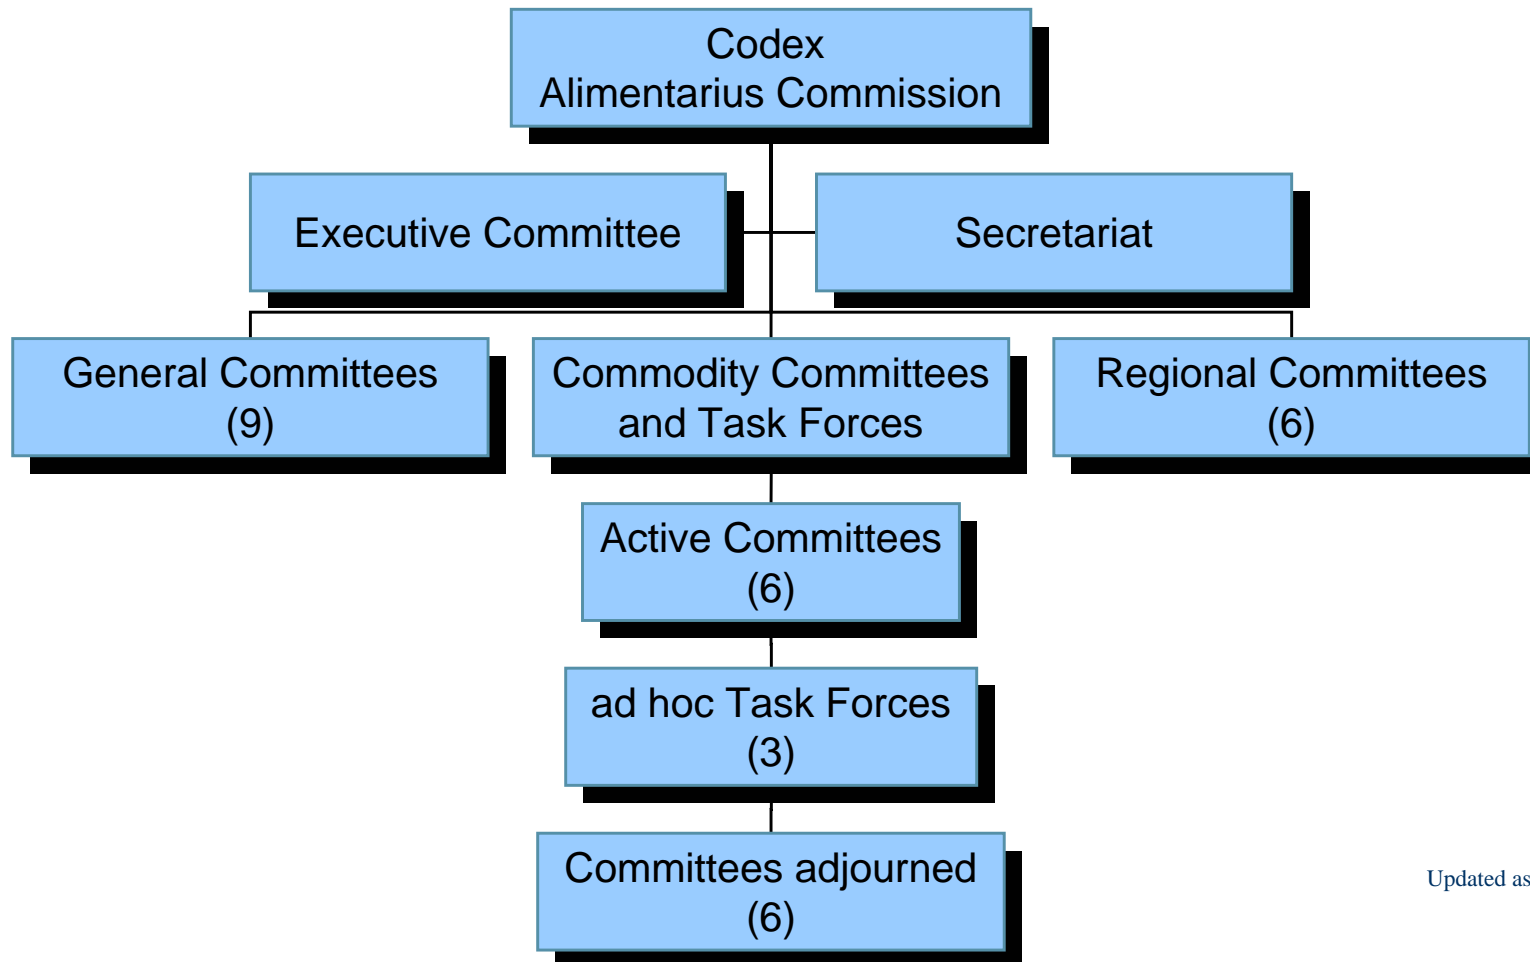 Codex
Alimentarius Commission
Executive Committee
Secretariat
General Committees
(9)
Commodity Committees
and Task Forces
Regional Committees
(6)
Active Committees
(6)
ad hoc Task Forces
(3)
Committees adjourned
(6)
Updated as